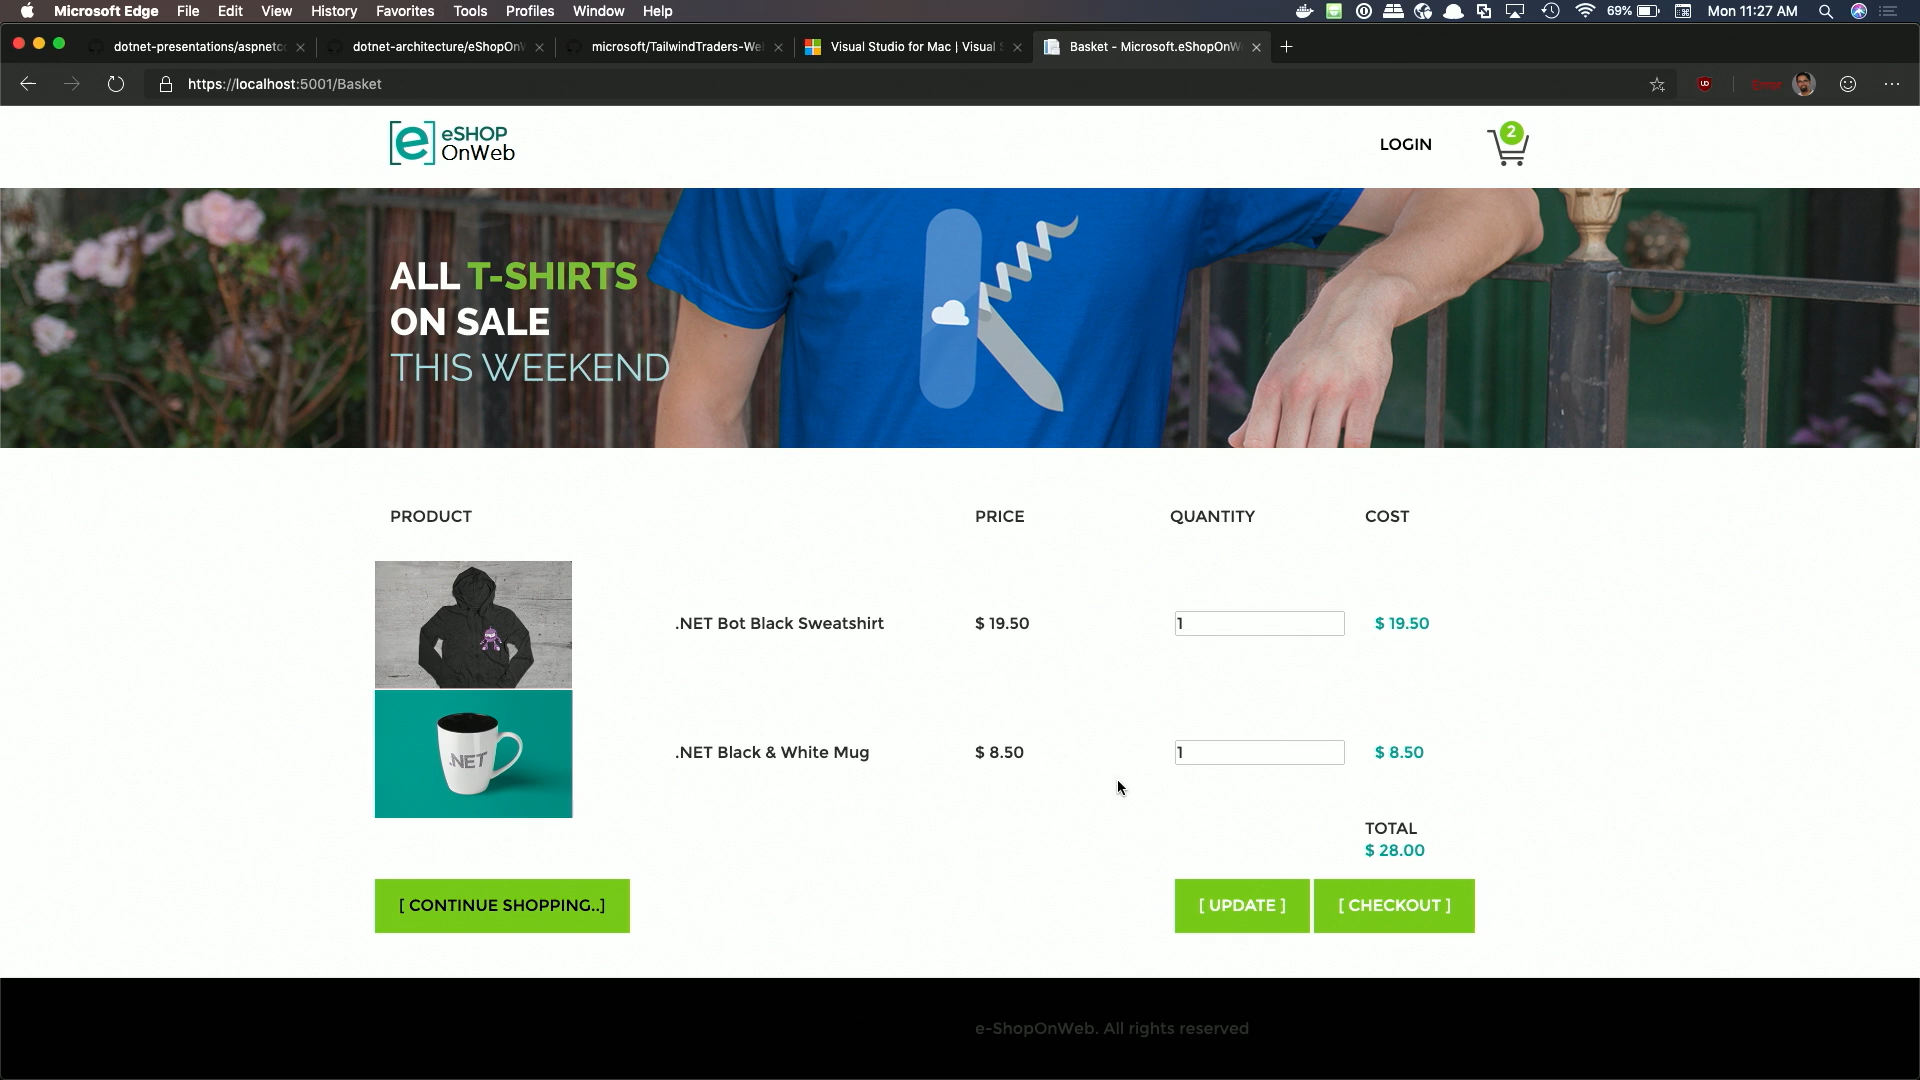 Microsoft Edge File Edit View History Favorites Tools Profiles Window Help 69% Mon 11:27 AM
dotnet-presentations/aspnetc dotnet-architecture/eShopOnW microsoft/TailwindTraders-We Visual Studio for Mac | Visual S Basket - Microsoft.eShopOnW
https://localhost:5001/Basket Error
eSHOP
OnWeb
LOGIN
2
ALL T-SHIRTS
ON SALE
THIS WEEKEND
PRODUCT PRICE QUANTITY COST
.NET Bot Black Sweatshirt $ 19.50 1 $ 19.50
.NET
.NET Black & White Mug $ 8.50 1 $ 8.50
TOTAL
$ 28.00
[ CONTINUE SHOPPING..] [ UPDATE ] [ CHECKOUT ]
e-ShopOnWeb. All rights reserved